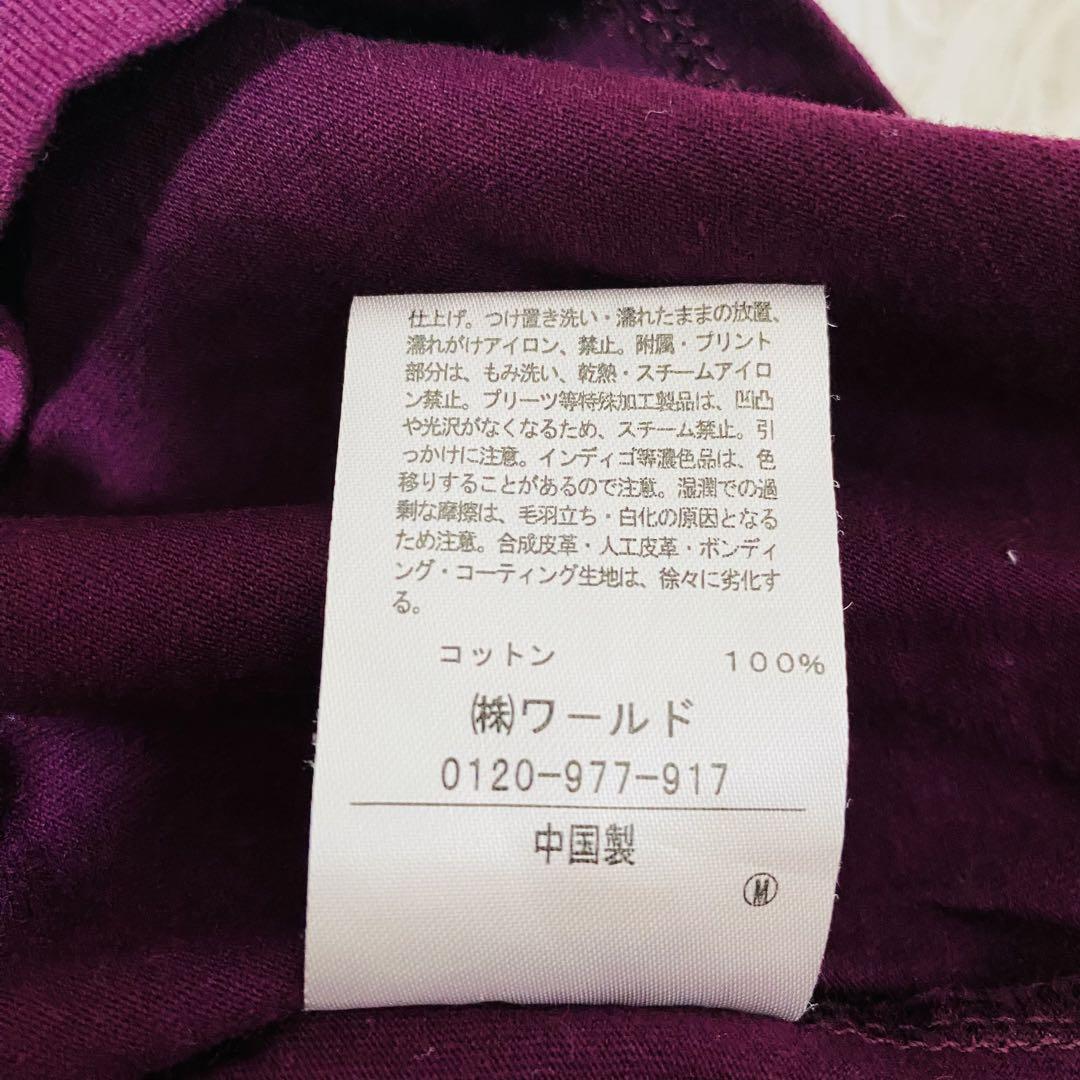 仕上げ。つけ置き洗い・濡れたままの放置、
濡れがけアイロン、禁止。附属・プリント
部分は、もみ洗い、乾熱・スチームアイロ
ン禁止。プリーツ等特殊加工製品は、凹凸
や光沢がなくなるため、スチーム禁止。引
っかけに注意。インディゴ等濃色品は、色
移りすることがあるので注意。湿潤での過
剰な摩擦は、毛羽立ち・白化の原因となる
ため注意。合成皮革・人工皮革・ボンディ
ング・コーティング生地は、徐々に劣化す
る。
コットン 100%
㈱ワールド
0120-977-917
中国製
Ⓜ